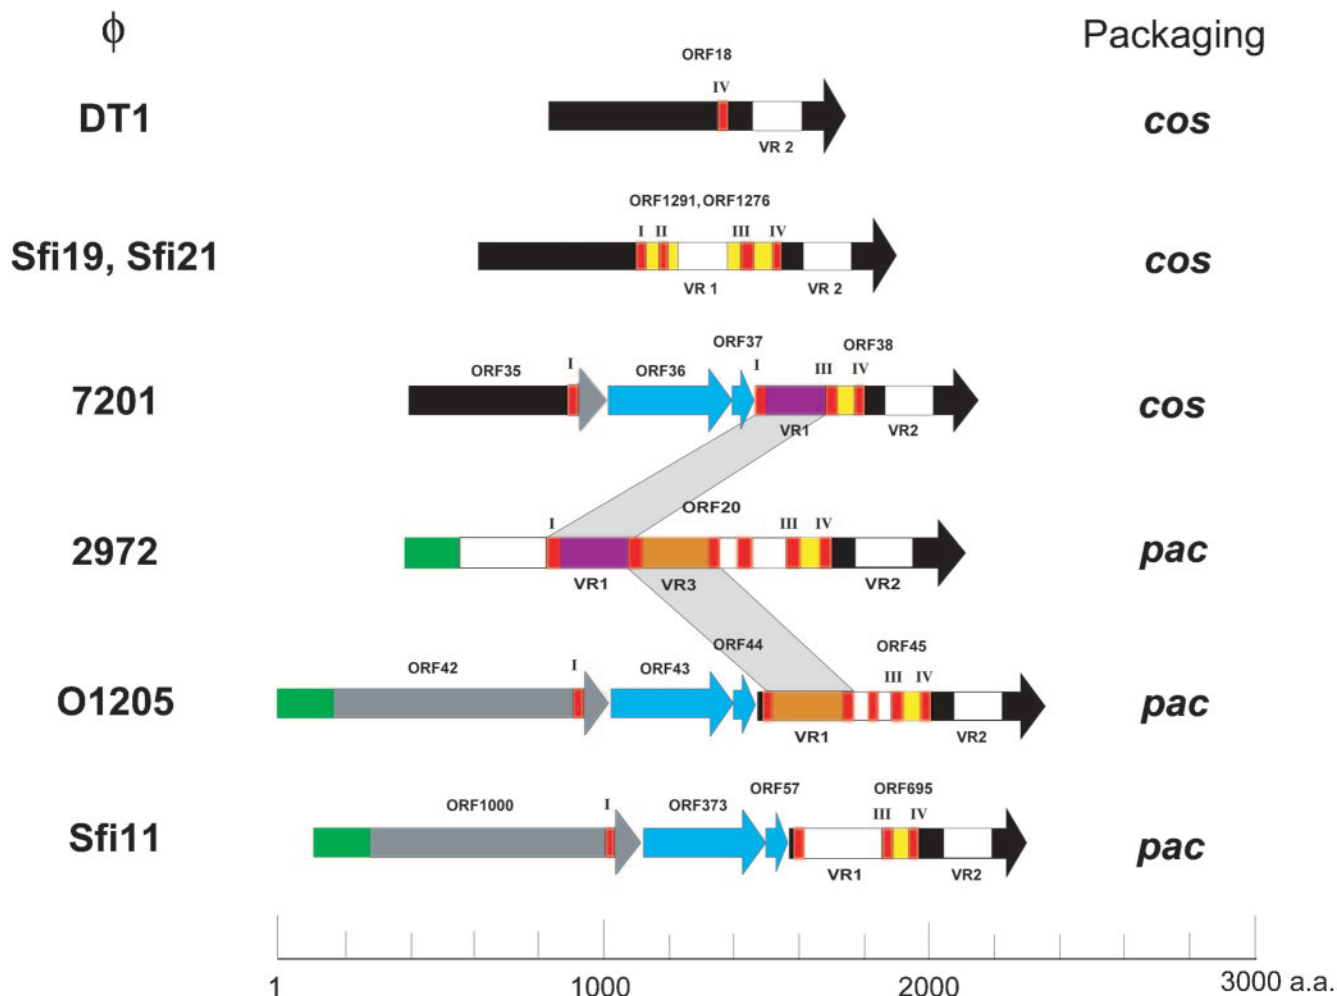 ϕ
Packaging
ORF18
IV
DT1
cos
VR 2
ORF1291, ORF1276
I II III IV
Sfi19, Sfi21
cos
VR 1 VR 2
ORF37
ORF35 I ORF36 I III ORF38 IV
7201
cos
VR1 VR2
ORF20
I III IV
2972
pac
VR1 VR3 VR2
ORF44 ORF45
ORF42 I ORF43 III IV
O1205
pac
VR1 VR2
ORF57 ORF695
ORF1000 I ORF373 III IV
Sfi11
pac
VR1 VR2
1 1000 2000 3000 a.a.